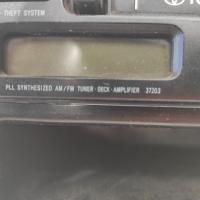 THEFT SYSTEM
PLL SYNTHESIZED AM/FM TUNER·DECK·AMPLIFIER 37203